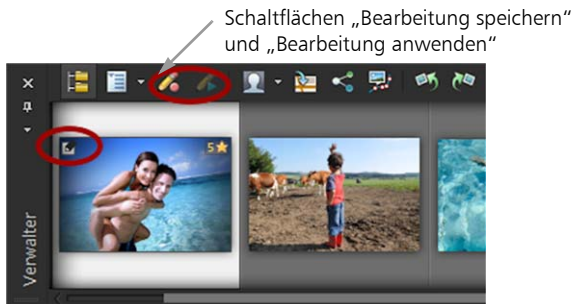 Schaltflächen „Bearbeitung speichern“
und „Bearbeitung anwenden“
5
Verwalter